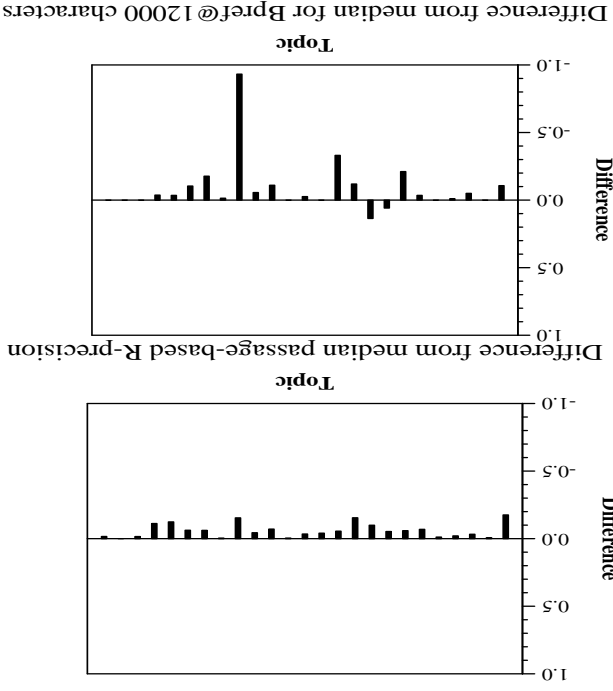 1.0
0.5
Difference
0.0
-0.5
-1.0
Topic
Difference from median passage-based R-precision
1.0
0.5
Difference
0.0
-0.5
-1.0
Topic
Difference from median for Bpref@12000 characters